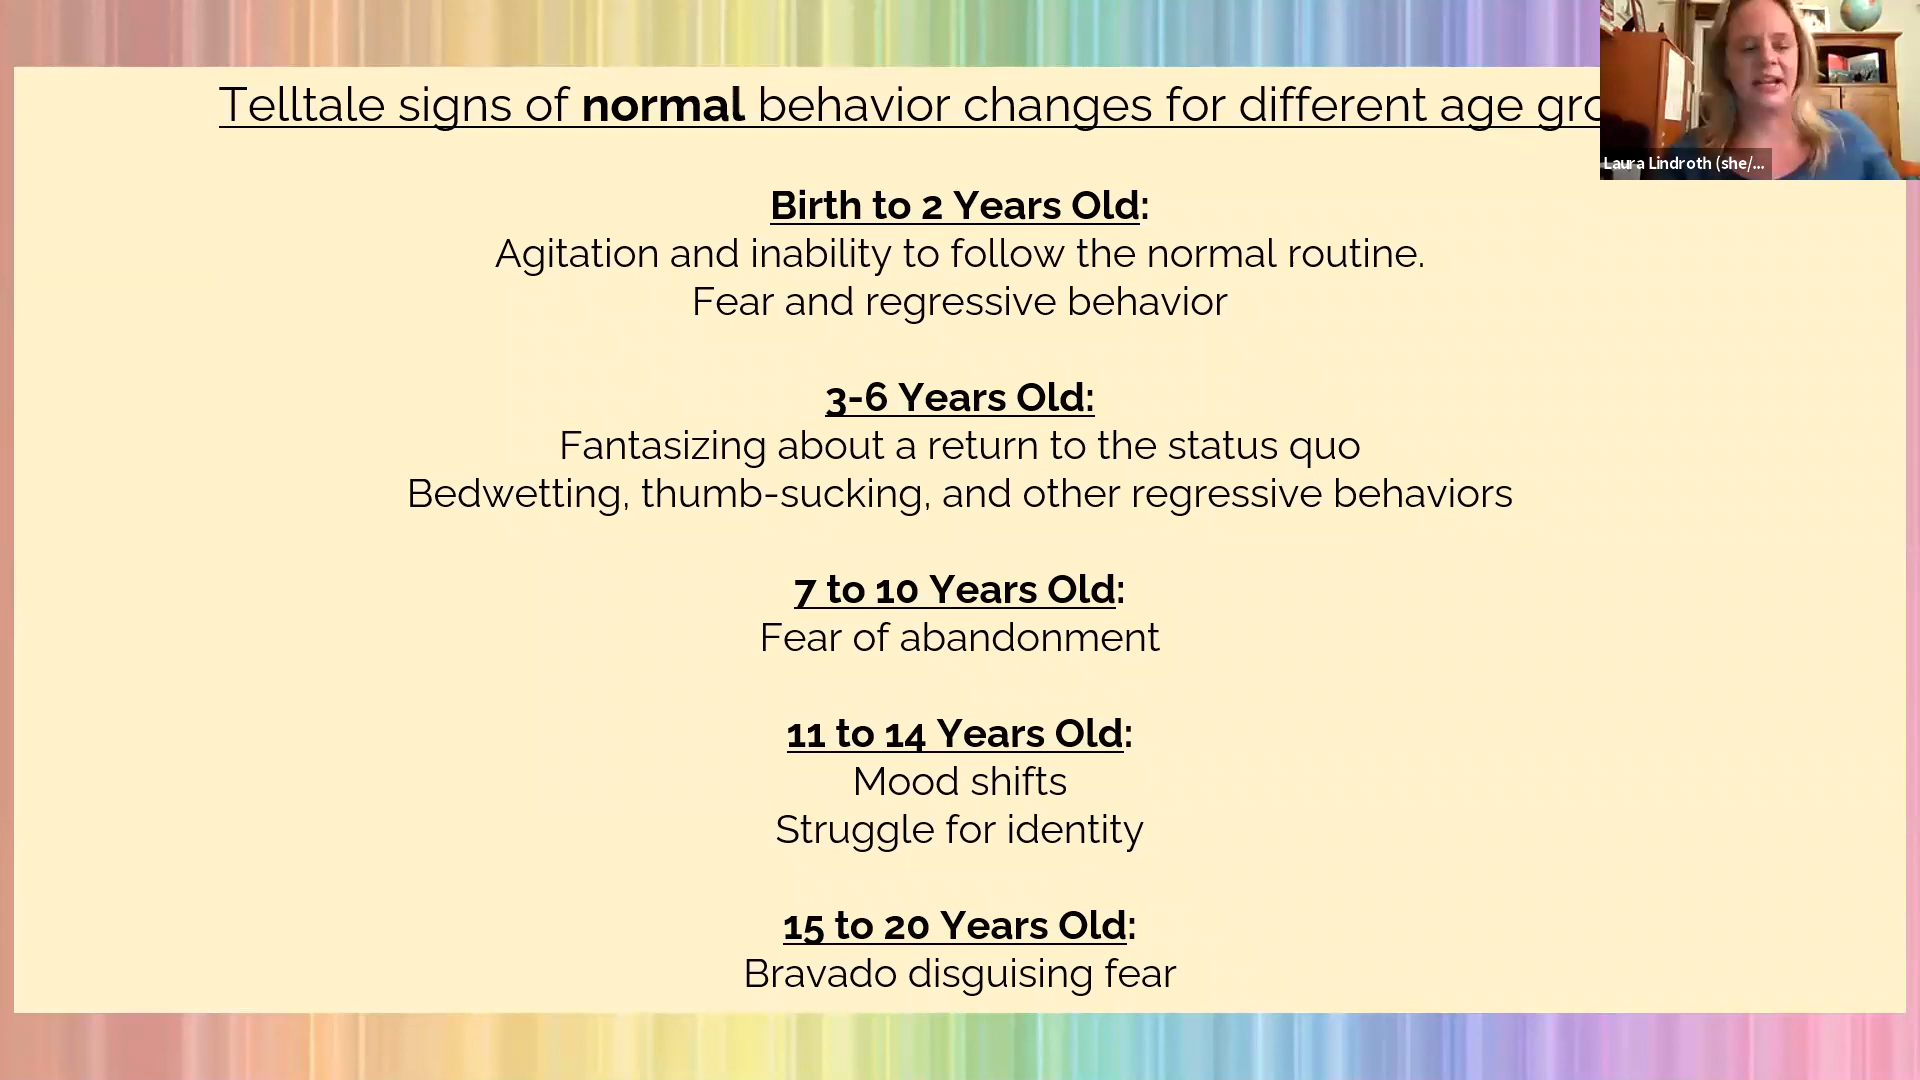 Telltale signs of normal behavior changes for different age
Laura Lindroth (she/...
Birth to 2 Years Old:
Agitation and inability to follow the normal routine.
Fear and regressive behavior
3-6 Years Old:
Fantasizing about a return to the status quo
Bedwetting, thumb-sucking, and other regressive behaviors
7 to 10 Years Old:
Fear of abandonment
11 to 14 Years Old:
Mood shifts
Struggle for identity
15 to 20 Years Old:
Bravado disguising fear